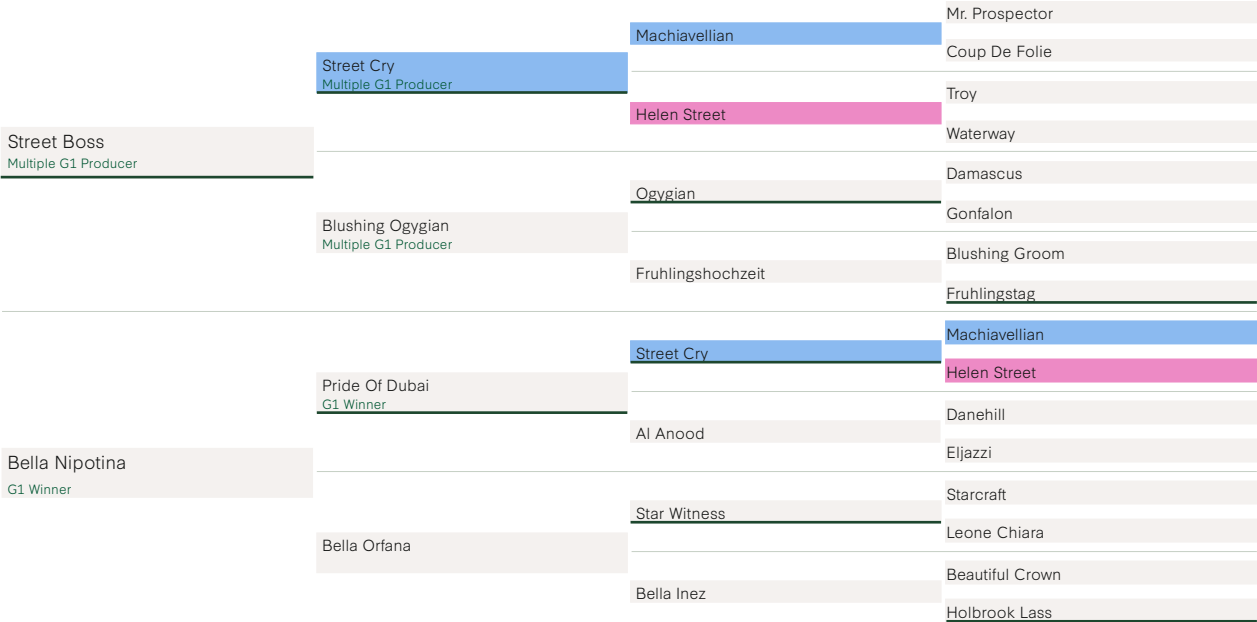 Street Boss
Multiple G1 Producer
Bella Nipotina
G1 Winner
Street Cry
Multiple G1 Producer
Blushing Ogygian
Multiple G1 Producer
Pride Of Dubai
G1 Winner
Bella Orfana
Machiavellian
Helen Street
Ogygian
Fruhlingshochzeit
Street Cry
Al Anood
Star Witness
Bella Inez
Mr. Prospector
Coup De Folie
Troy
Waterway
Damascus
Gonfalon
Blushing Groom
Fruhlingstag
Machiavellian
Helen Street
Danehill
Eljazzi
Starcraft
Leone Chiara
Beautiful Crown
Holbrook Lass